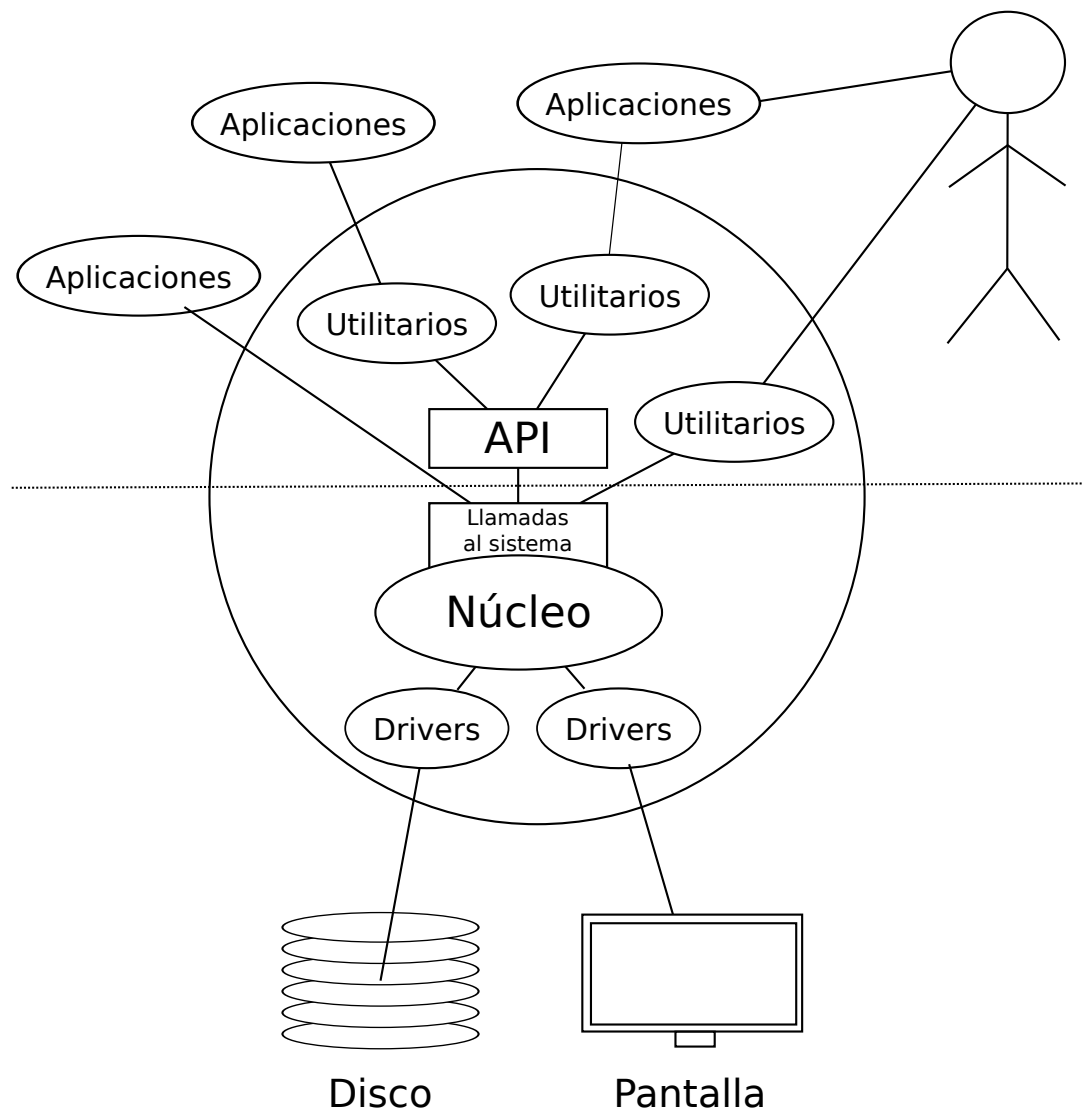 Aplicaciones
Aplicaciones
Aplicaciones
Utilitarios
Utilitarios
Utilitarios
API
Llamadas
al sistema
Núcleo
Drivers
Drivers
Disco
Pantalla